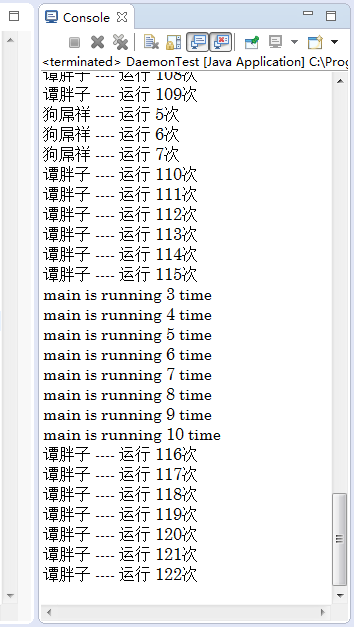 Console
<terminated> DaemonTest [Java Application] C:\Prog
谭胖子 ---- 运行 108次
谭胖子 ---- 运行 109次
狗屌祥 ---- 运行 5次
狗屌祥 ---- 运行 6次
狗屌祥 ---- 运行 7次
谭胖子 ---- 运行 110次
谭胖子 ---- 运行 111次
谭胖子 ---- 运行 112次
谭胖子 ---- 运行 113次
谭胖子 ---- 运行 114次
谭胖子 ---- 运行 115次
main is running 3 time
main is running 4 time
main is running 5 time
main is running 6 time
main is running 7 time
main is running 8 time
main is running 9 time
main is running 10 time
谭胖子 ---- 运行 116次
谭胖子 ---- 运行 117次
谭胖子 ---- 运行 118次
谭胖子 ---- 运行 119次
谭胖子 ---- 运行 120次
谭胖子 ---- 运行 121次
谭胖子 ---- 运行 122次